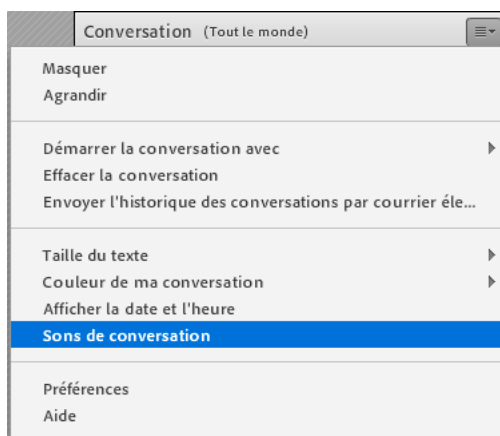 Conversation (Tout le monde)
Masquer
Agrandir
Démarrer la conversation avec
Effacer la conversation
Envoyer l'historique des conversations par courrier éle...
Taille du texte
Couleur de ma conversation
Afficher la date et l'heure
Sons de conversation
Préférences
Aide